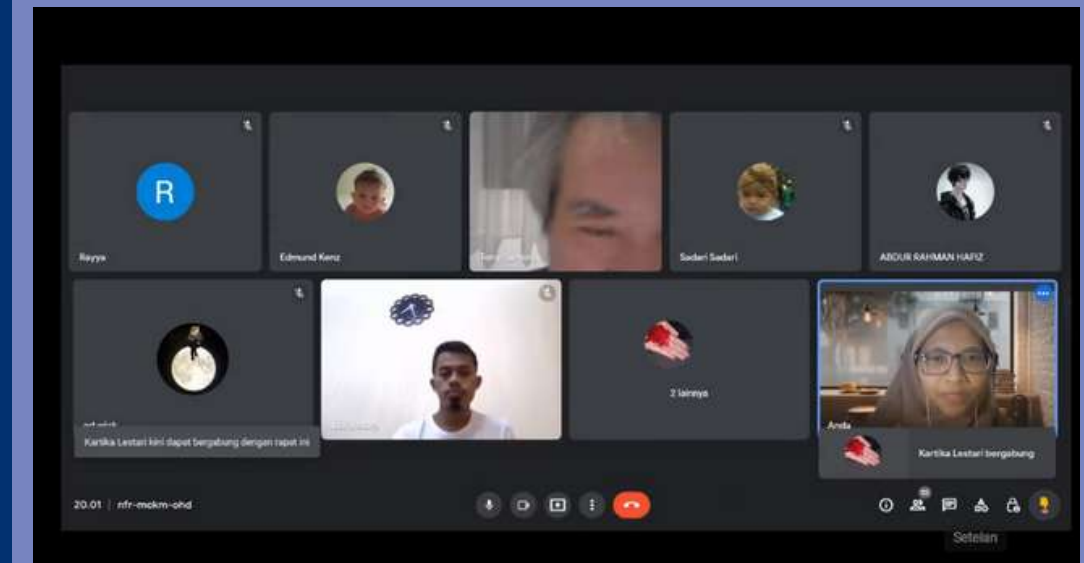 R
Rayya
Edmund Kenz
Sadari Sadari
ABDUR RAHMAN HAFIZ
2 lainnya
Anda
Kartika Lestari kini dapat bergabung dengan rapat ini
Kartika Lestari bergabung
20.01 | nfr-mckm-ohd
Setelan